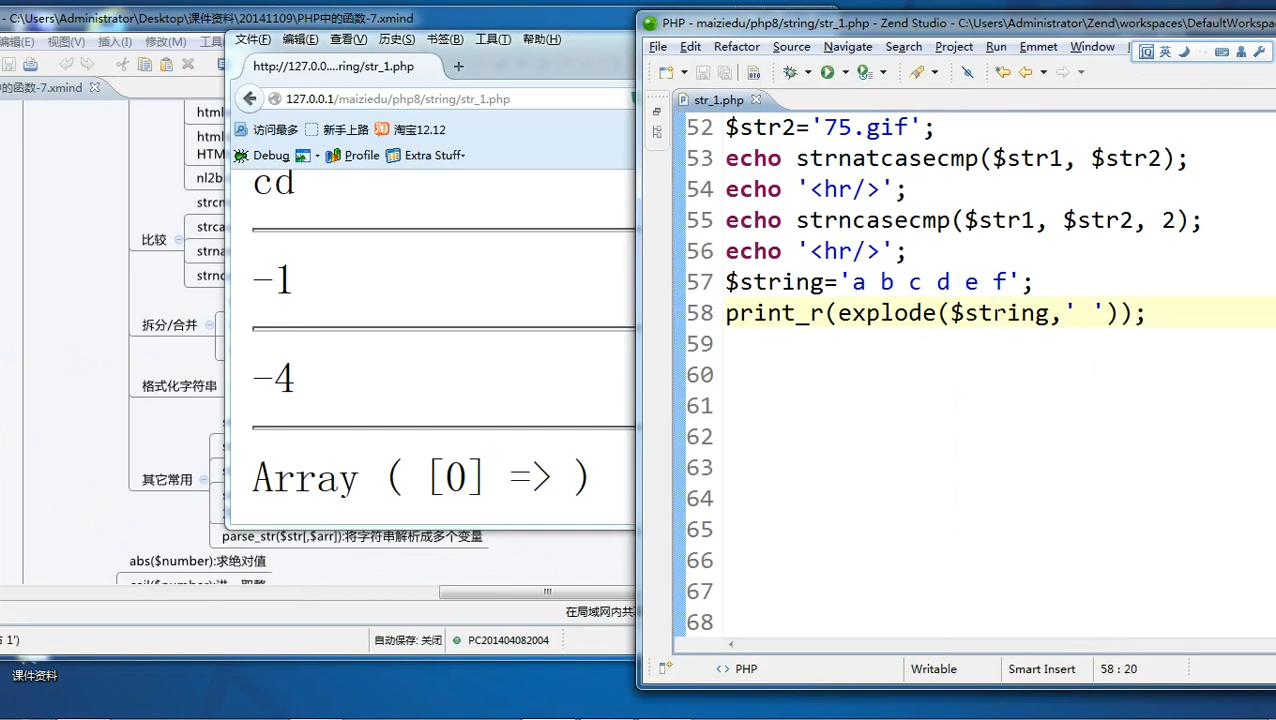 - C:\Users\Administrator\Desktop\课件资料\20141109\PHP中的函数-7.xmind
编辑(E) 视图(V) 插入(I) 修改(M) 工具
的函数-7.xmind
html
html
HTM
nl2b
strcn
比较
strca
strna
strnc
拆分/合并
格式化字符串
其它常用
parse_str($str[,$arr]):将字符串解析成多个变量
abs($number):求绝对值
在局域网内共
5 1')
自动保存: 关闭
PC201404082004
课件资料
文件(F) 编辑(E) 查看(V) 历史(S) 书签(B) 工具(T) 帮助(H)
http://127.0.0....ring/str_1.php
127.0.0.1/maiziedu/php8/string/str_1.php
访问最多 新手上路 淘宝12.12
Debug Profile Extra Stuff
cd
-1
-4
Array ( [0] => )
PHP - maiziedu/php8/string/str_1.php - Zend Studio - C:\Users\Administrator\Zend\workspaces\DefaultWorkspa
File Edit Refactor Source Navigate Search Project Run Emmet Window
英
str_1.php
52 $str2='75.gif';
53 echo strnatcasecmp($str1, $str2);
54 echo '<hr/>';
55 echo strncasecmp($str1, $str2, 2);
56 echo '<hr/>';
57 $string='a b c d e f';
58 print_r(explode($string,' '));
59
60
61
62
63
64
65
66
67
68
PHP Writable Smart Insert 58 : 20